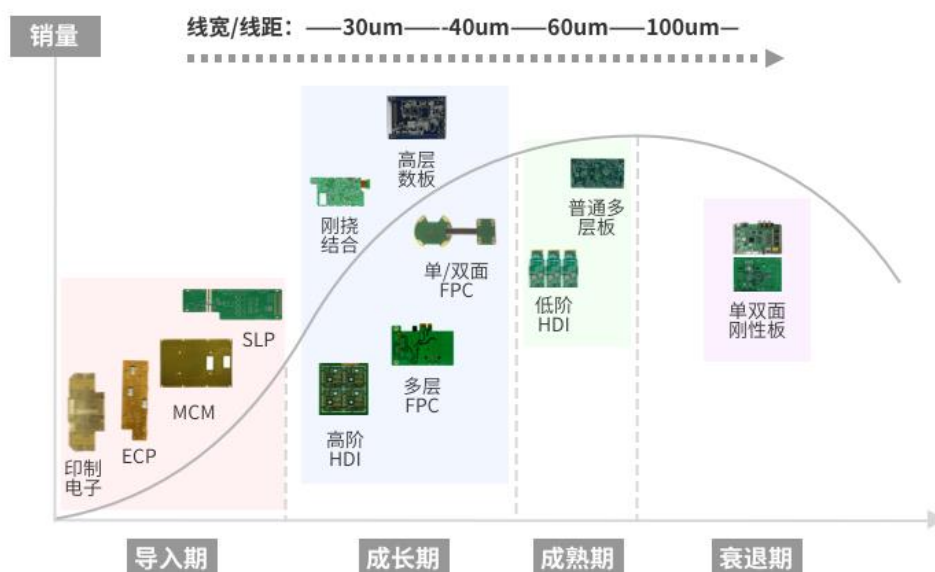 销量
线宽/线距：——30um——-40um——60um——100um—
高层
数板
刚挠
结合
普通多
层板
单/双面
FPC
低阶
HDI
单双面
刚性板
SLP
MCM
多层
FPC
ECP
高阶
HDI
印制
电子
导入期
成长期
成熟期
衰退期